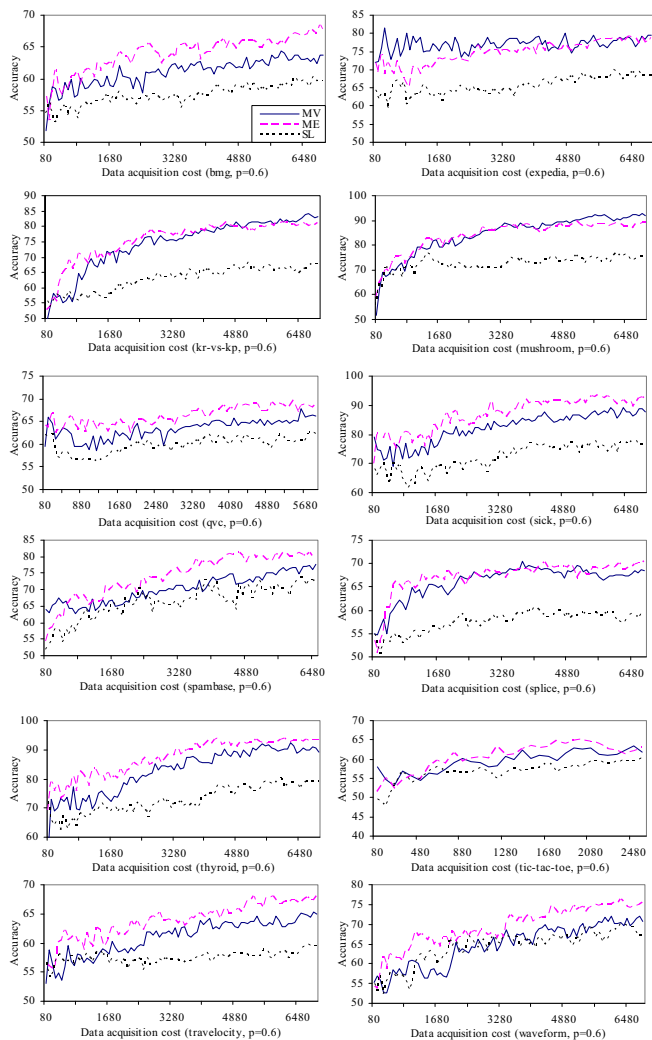 70
65
60
55
50
Accuracy
MV
ME
SL
80 1680 3280 4880 6480
Data acquisition cost (bmg, p=0.6)
85
80
75
70
65
60
55
50
Accuracy
80 1680 3280 4880 6480
Data acquisition cost (expedia, p=0.6)
90
85
80
75
70
65
60
55
50
Accuracy
80 1680 3280 4880 6480
Data acquisition cost (kr-vs-kp, p=0.6)
100
90
80
70
60
50
Accuracy
80 1680 3280 4880 6480
Data acquisition cost (mushroom, p=0.6)
75
70
65
60
55
50
Accuracy
80 880 1680 2480 3280 4080 4880 5680
Data acquisition cost (qvc, p=0.6)
100
90
80
70
60
Accuracy
80 1680 3280 4880 6480
Data acquisition cost (sick, p=0.6)
85
80
75
70
65
60
55
50
Accuracy
80 1680 3280 4880 6480
Data acquisition cost (spambase, p=0.6)
75
70
65
60
55
50
Accuracy
80 1680 3280 4880 6480
Data acquisition cost (splice, p=0.6)
100
90
80
70
60
Accuracy
80 1680 3280 4880 6480
Data acquisition cost (thyroid, p=0.6)
65
70
60
55
50
45
40
Accuracy
80 480 880 1280 1680 2080 2480
Data acquisition cost (tic-tac-toe, p=0.6)
70
65
60
55
50
Accuracy
80 1680 3280 4880 6480
Data acquisition cost (travelocity, p=0.6)
80
75
70
65
60
55
50
Accuracy
80 1680 3280 4880 6480
Data acquisition cost (waveform, p=0.6)